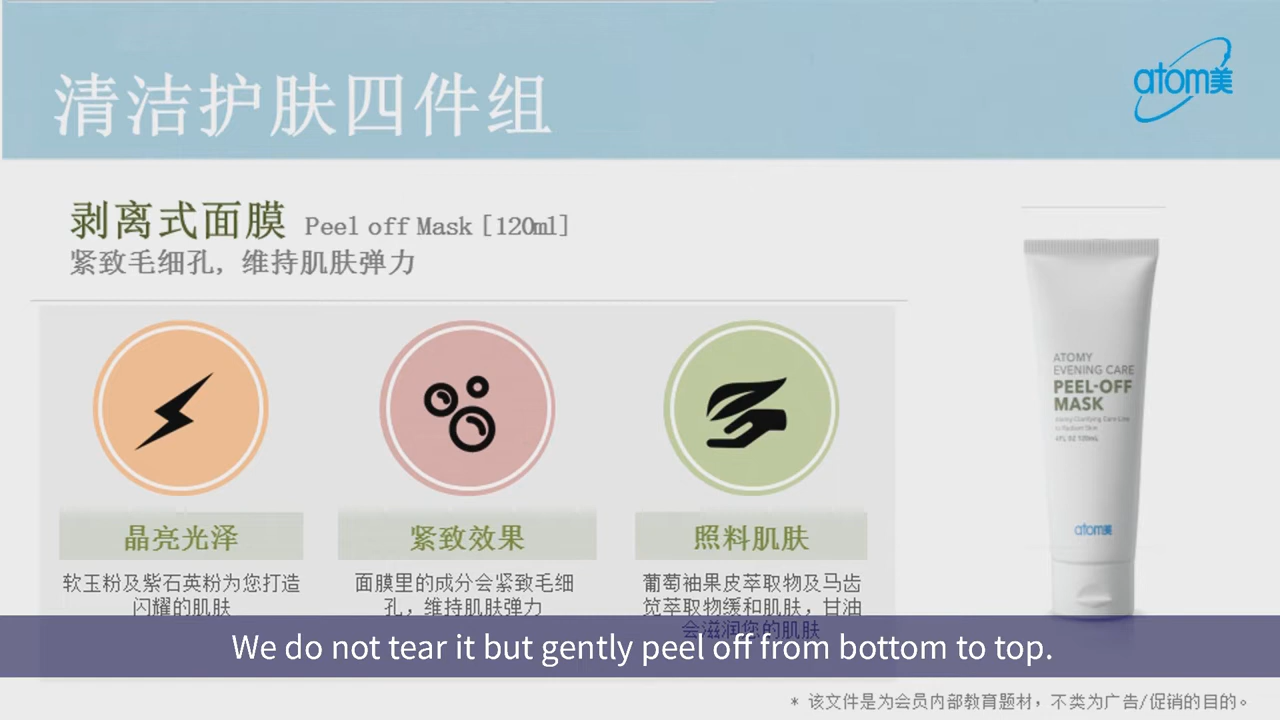 清洁护肤四件组
atom美
剥离式面膜 Peel off Mask [120ml]
紧致毛细孔, 维持肌肤弹力
晶亮光泽
软玉粉及紫石英粉为您打造
闪耀的肌肤
紧致效果
面膜里的成分会紧致毛细
孔，维持肌肤弹力
照料肌肤
葡萄袖果皮萃取物及马齿
笕萃取物缓和肌肤，甘油
会滋润您的肌肤
ATOMY
EVENING CARE
PEEL-OFF
MASK
4FL OZ 120mL
atom美
We do not tear it but gently peel off from bottom to top.
* 该文件是为会员内部教育题材，不类为广告/促销的目的。